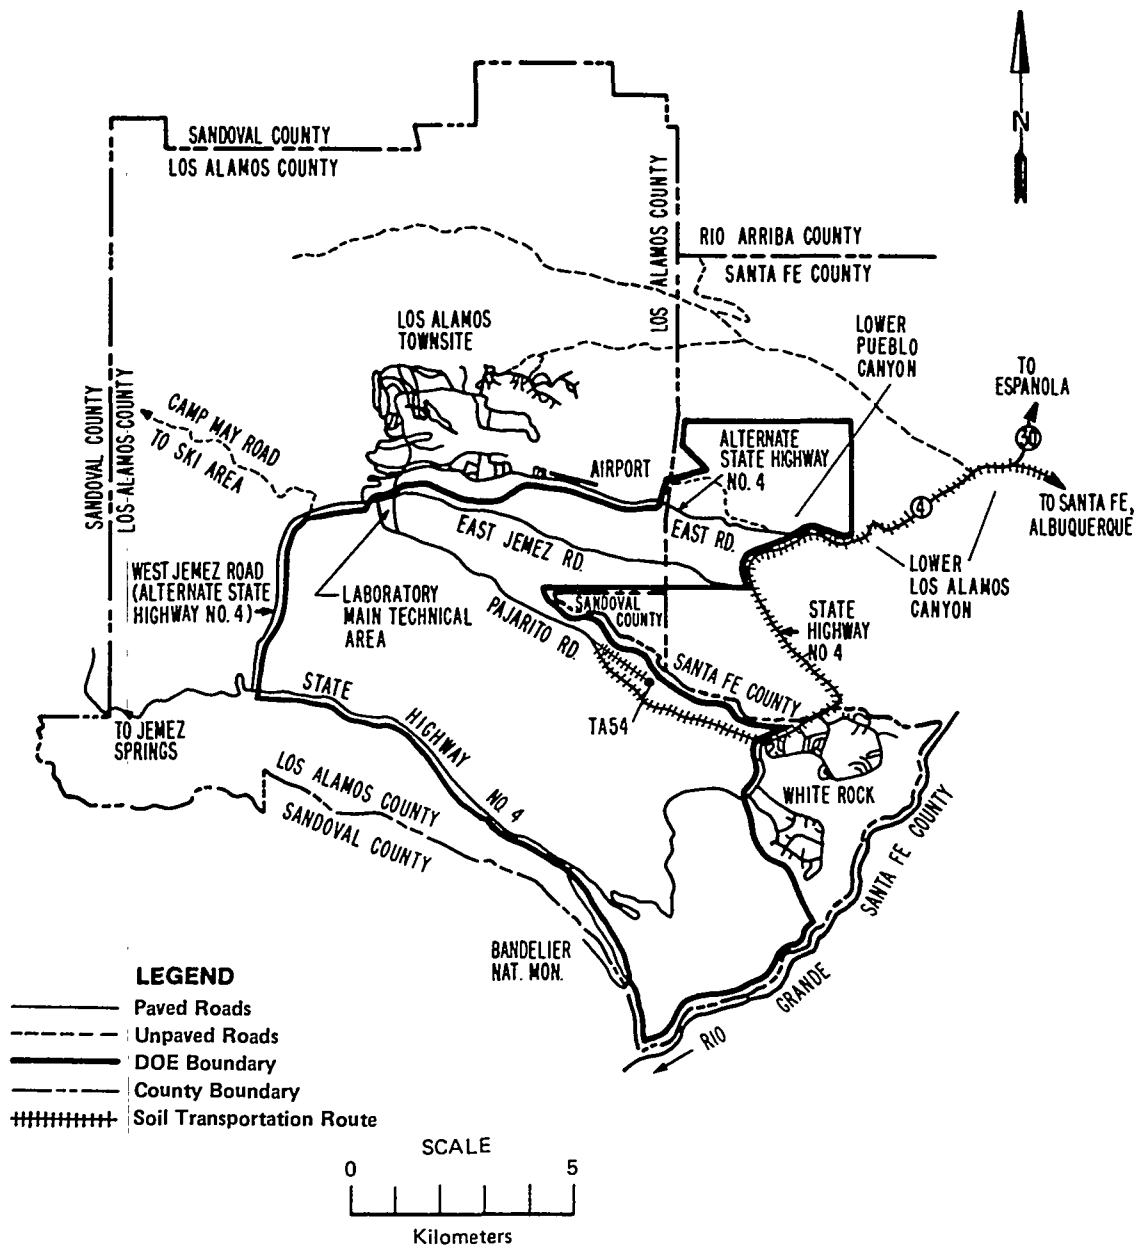 N
SANDOVAL COUNTY
LOS ALAMOS COUNTY
LOS ALAMOS COUNTY
RIO ARRIBA COUNTY
SANTA FE COUNTY
LOS ALAMOS
TOWNSITE
LOWER
PUEBLO
CANYON
TO
ESPANOLA
30
SANDOVAL COUNTY
LOS ALAMOS COUNTY
CAMP MAY ROAD
TO SKI AREA
AIRPORT
ALTERNATE
STATE HIGHWAY
NO. 4
4
TO SANTA FE,
ALBUQUERQUE
EAST JEMEZ RD.
EAST RD.
WEST JEMEZ ROAD
(ALTERNATE STATE
HIGHWAY NO. 4)
LABORATORY
MAIN TECHNICAL
AREA
PAJARITO RD.
SANDOVAL
COUNTY
STATE
HIGHWAY
NO 4
LOWER
LOS ALAMOS
CANYON
SANTA FE COUNTY
TA54
TO JEMEZ
SPRINGS
STATE
HIGHWAY
NO. 4
LOS ALAMOS COUNTY
SANDOVAL COUNTY
WHITE ROCK
SANTA FE COUNTY
BANDELIER
NAT. MON.
RIO
GRANDE
LEGEND
Paved Roads
Unpaved Roads
DOE Boundary
County Boundary
Soil Transportation Route
SCALE
0 5
Kilometers